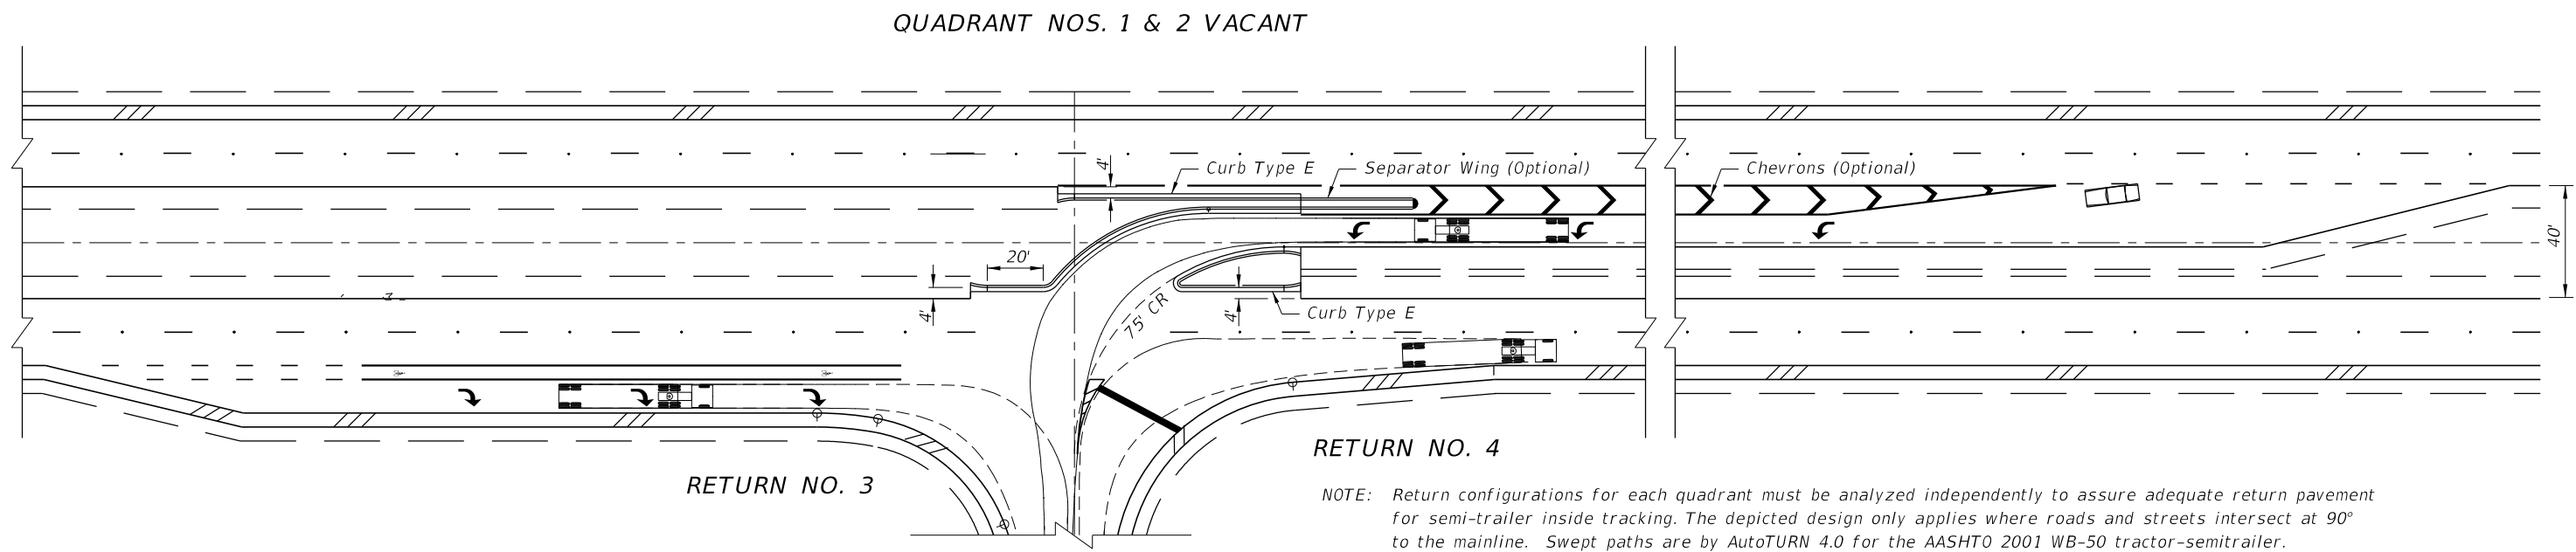 QUADRANT NOS. 1 & 2 VACANT
4'
Curb Type E
Separator Wing (Optional)
Chevrons (Optional)
20'
40'
4'
75' CR
4'
Curb Type E
RETURN NO. 4
RETURN NO. 3
NOTE: Return configurations for each quadrant must be analyzed independently to assure adequate return pavement
for semi-trailer inside tracking. The depicted design only applies where roads and streets intersect at 90°
to the mainline. Swept paths are by AutoTURN 4.0 for the AASHTO 2001 WB-50 tractor-semitrailer.